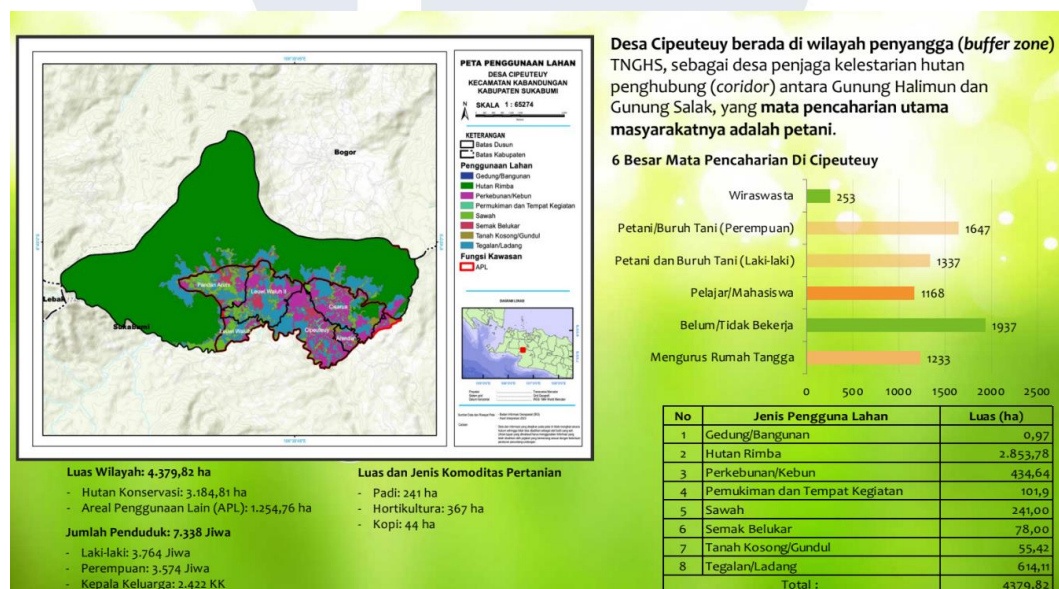 PETA PENGGUNAAN LAHAN
DESA CIPEUTEUY
KECAMATAN KABANDUNGAN
KABUPATEN SUKABUMI
N
SKALA 1 : 65274
KETERANGAN
Batas Dusun
Batas Kabupaten
Penggunaan Lahan
Gedung/Bangunan
Hutan Rimba
Perkebunan/Kebun
Permukiman dan Tempat Kegiatan
Sawah
Semak Belukar
Tanah Kosong/Gundul
Tegalan/Ladang
Fungsi Kawasan
APL
Bogor
Lebak
Sukabumi
Pandan Arum
Cisarua
Cipeuteuy
Desa Cipeuteuy berada di wilayah penyangga (buffer zone)
TNGHS, sebagai desa penjaga kelestarian hutan
penghubung (coridor) antara Gunung Halimun dan
Gunung Salak, yang mata pencaharian utama
masyarakatnya adalah petani.
6 Besar Mata Pencaharian Di Cipeuteuy
Wiraswasta 253
Petani/Buruh Tani (Perempuan) 1647
Petani dan Buruh Tani (Laki-laki) 1337
Pelajar/Mahasiswa 1168
Belum/Tidak Bekerja 1937
Mengurus Rumah Tangga 1233
0 500 1000 1500 2000 2500
No Jenis Pengguna Lahan Luas (ha)
1 Gedung/Bangunan 0,97
2 Hutan Rimba 2.853,78
3 Perkebunan/Kebun 434,64
4 Pemukiman dan Tempat Kegiatan 101,9
5 Sawah 241,00
6 Semak Belukar 78,00
7 Tanah Kosong/Gundul 55,42
8 Tegalan/Ladang 614,11
Total : 4379,82
Luas Wilayah: 4.379,82 ha
- Hutan Konservasi: 3.184,81 ha
- Areal Penggunaan Lain (APL): 1.254,76 ha
Jumlah Penduduk: 7.338 Jiwa
- Laki-laki: 3.764 Jiwa
- Perempuan: 3.574 Jiwa
- Kepala Keluarga: 2.422 KK
Luas dan Jenis Komoditas Pertanian
- Padi: 241 ha
- Hortikultura: 367 ha
- Kopi: 44 ha